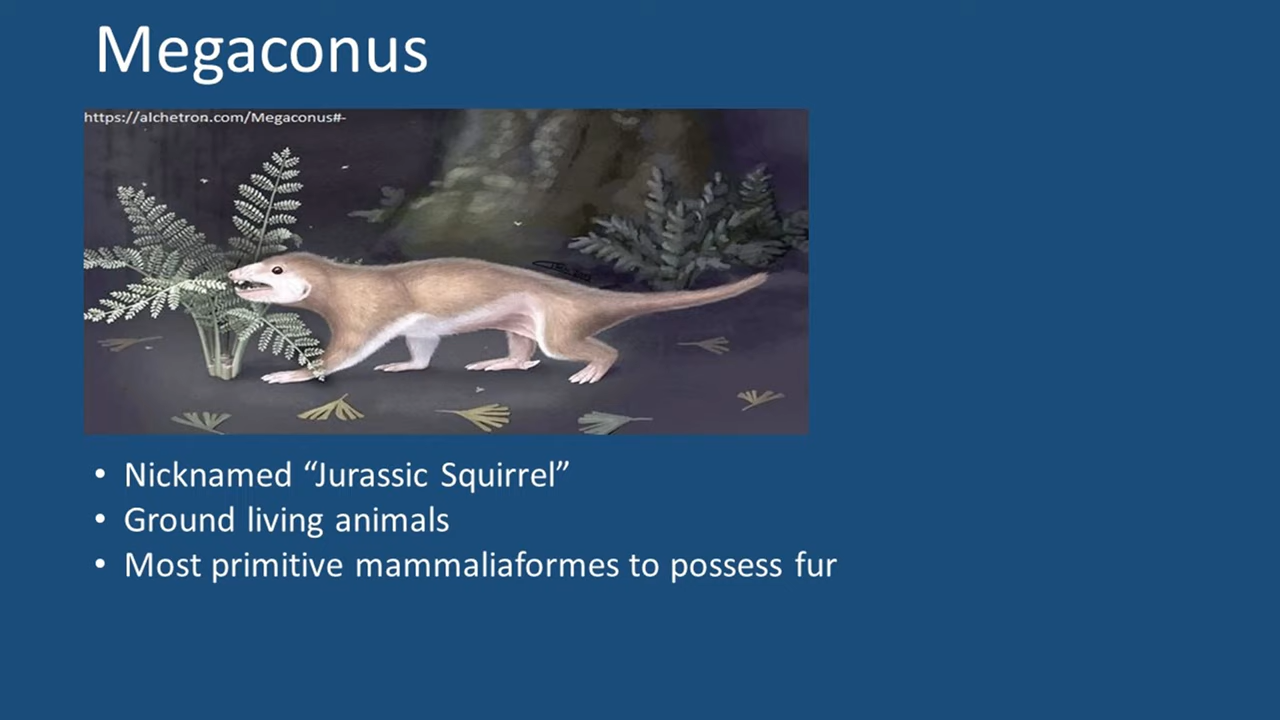 Megaconus
https://alchetron.com/Megaconus#-
• Nicknamed “Jurassic Squirrel”
• Ground living animals
• Most primitive mammaliaformes to possess fur